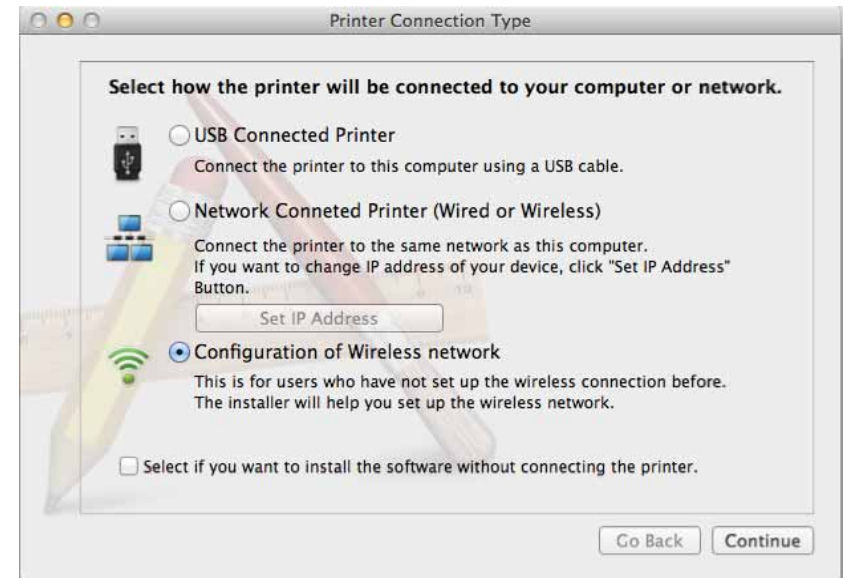 Printer Connection Type
Select how the printer will be connected to your computer or network.
USB Connected Printer
Connect the printer to this computer using a USB cable.
Network Conneted Printer (Wired or Wireless)
Connect the printer to the same network as this computer.
If you want to change IP address of your device, click "Set IP Address"
Button.
Set IP Address
Configuration of Wireless network
This is for users who have not set up the wireless connection before.
The installer will help you set up the wireless network.
Select if you want to install the software without connecting the printer.
Go Back Continue